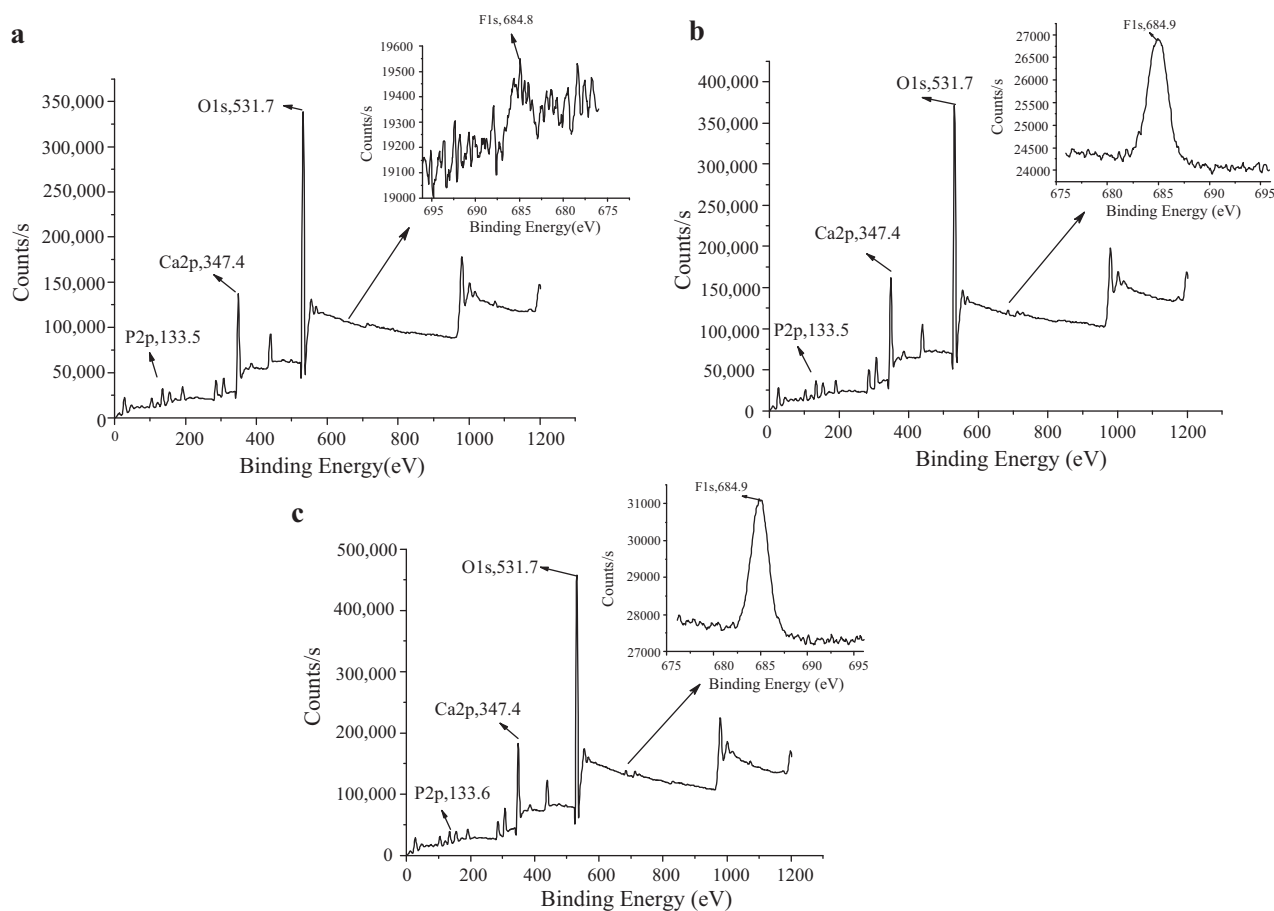 a
Counts/s
350,000
300,000
250,000
200,000
150,000
100,000
50,000
0
O1s,531.7
Ca2p,347.4
P2p,133.5
0 200 400 600 800 1000 1200
Binding Energy(eV)
F1s,684.8
Counts/s
19600
19500
19400
19300
19200
19100
19000
695 690 685 680 675
Binding Energy(eV)
b
Counts/s
400,000
350,000
300,000
250,000
200,000
150,000
100,000
50,000
0
O1s,531.7
Ca2p,347.4
P2p,133.5
0 200 400 600 800 1000 1200
Binding Energy (eV)
F1s,684.9
Counts/s
27000
26500
26000
25500
25000
24500
24000
675 680 685 690 695
Binding Energy (eV)
c
Counts/s
500,000
400,000
300,000
200,000
100,000
0
O1s,531.7
Ca2p,347.4
P2p,133.6
0 200 400 600 800 1000 1200
Binding Energy (eV)
F1s,684.9
Counts/s
31000
30000
29000
28000
27000
675 680 685 690 695
Binding Energy (eV)